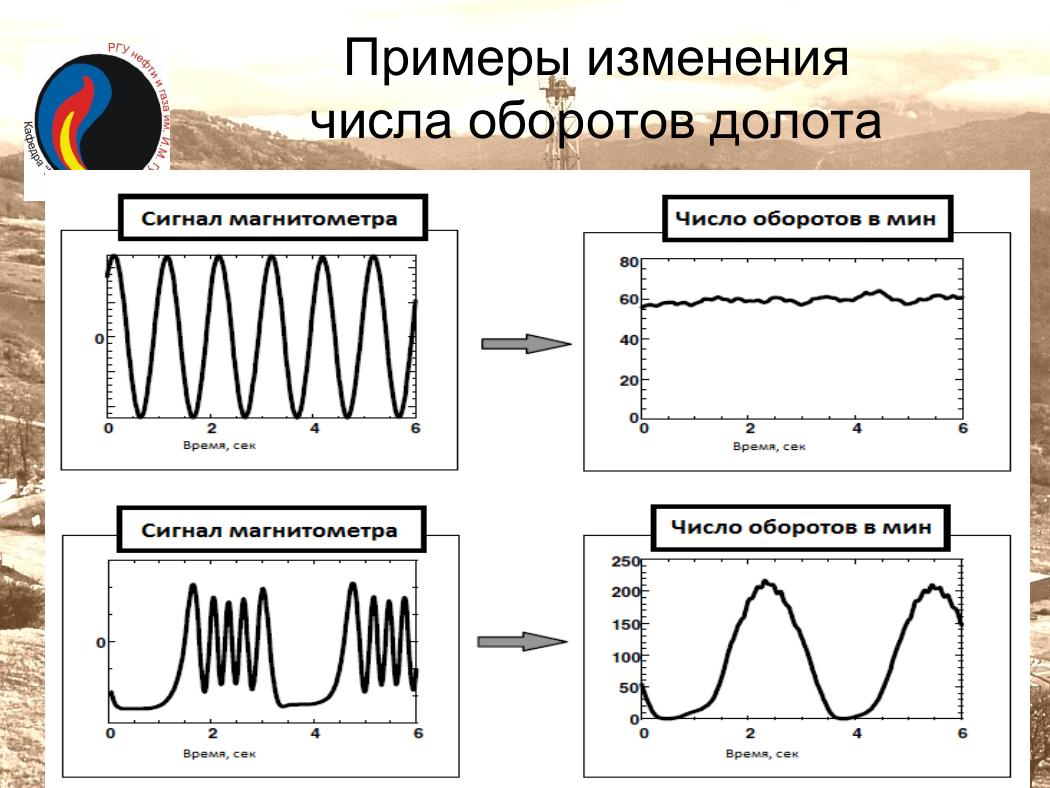 Примеры изменения
числа оборотов долота
РГУ нефти и газа им. И.М.
Кафедра
Сигнал магнитометра
0
0 2 4 6
Время, сек
Число оборотов в мин
80
60
40
20
0
0 2 4 6
Время, сек
Сигнал магнитометра
0
0 2 4 6
Время, сек
Число оборотов в мин
250
200
150
100
50
0
0 2 4 6
Время, сек